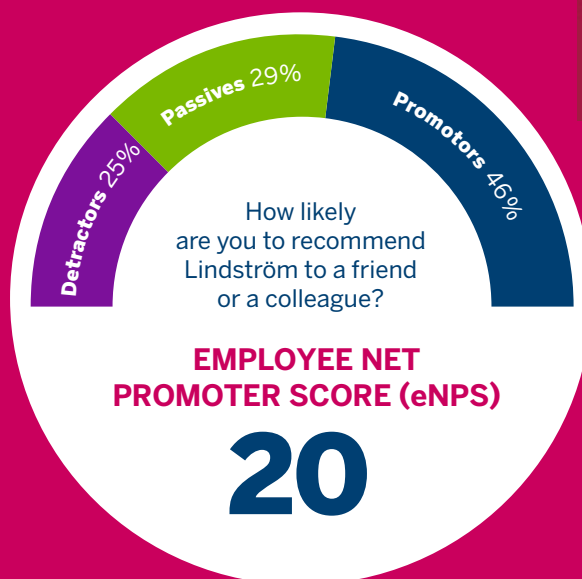 Detractors 25%
Passives 29%
Promotors 46%
How likely
are you to recommend
Lindström to a friend
or a colleague?
EMPLOYEE NET
PROMOTER SCORE (eNPS)
20